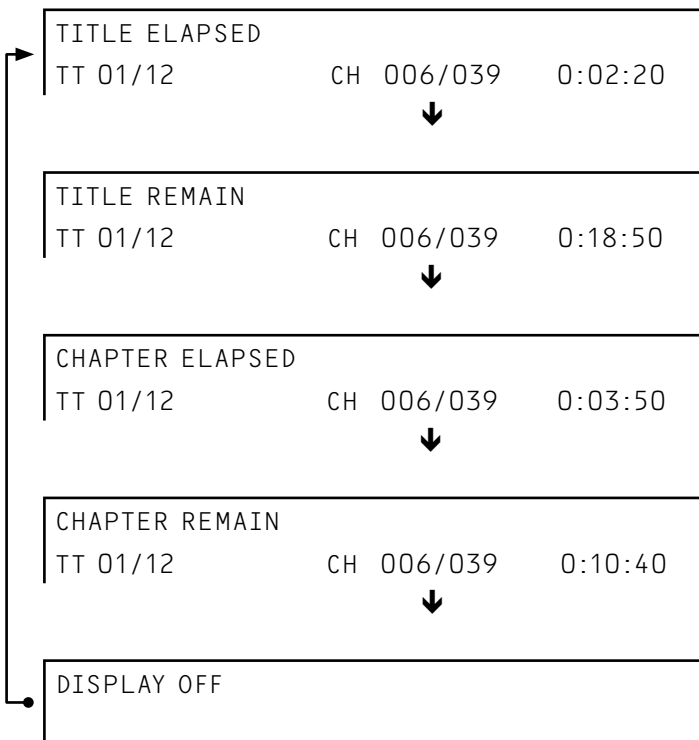 TITLE ELAPSED
TT 01/12 CH 006/039 0:02:20
TITLE REMAIN
TT 01/12 CH 006/039 0:18:50
CHAPTER ELAPSED
TT 01/12 CH 006/039 0:03:50
CHAPTER REMAIN
TT 01/12 CH 006/039 0:10:40
DISPLAY OFF